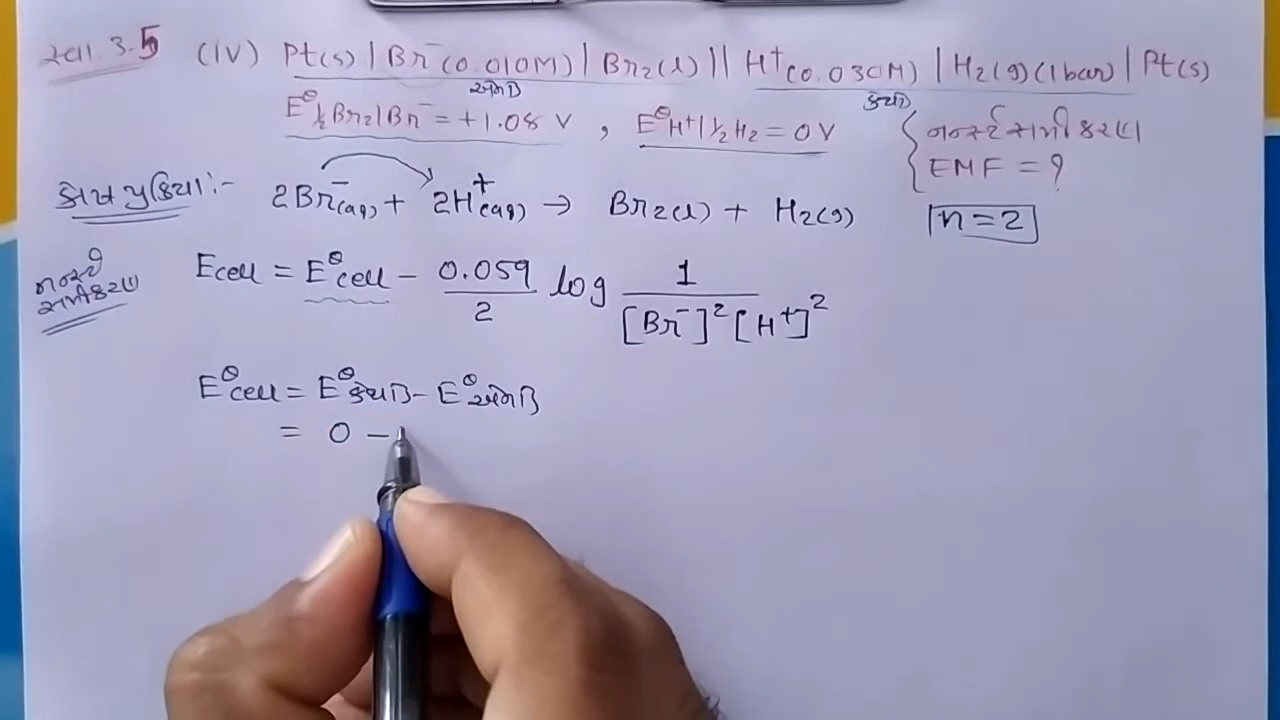 સ્વા. 3.5 (iv) Pt(s) | Br⁻(0.010M) | Br₂(l) || H⁺(0.030M) | H₂(g)(1bar) | Pt(s)
એનોડ કેથોડ
E⊖ ½Br₂|Br⁻ = +1.08 V , E⊖ H⁺|½H₂ = 0V { નર્ન્સ્ટ સમીકરણ
EMF = ?
કોષ પ્રક્રિયા :- 2Br⁻(aq) + 2H⁺(aq) → Br₂(l) + H₂(g) n = 2
નર્ન્સ્ટ સમીકરણ Ecell = E⊖cell - 0.059/2 log 1/[Br⁻]²[H⁺]²
E⊖cell = E⊖કેથોડ - E⊖એનોડ
= 0 -